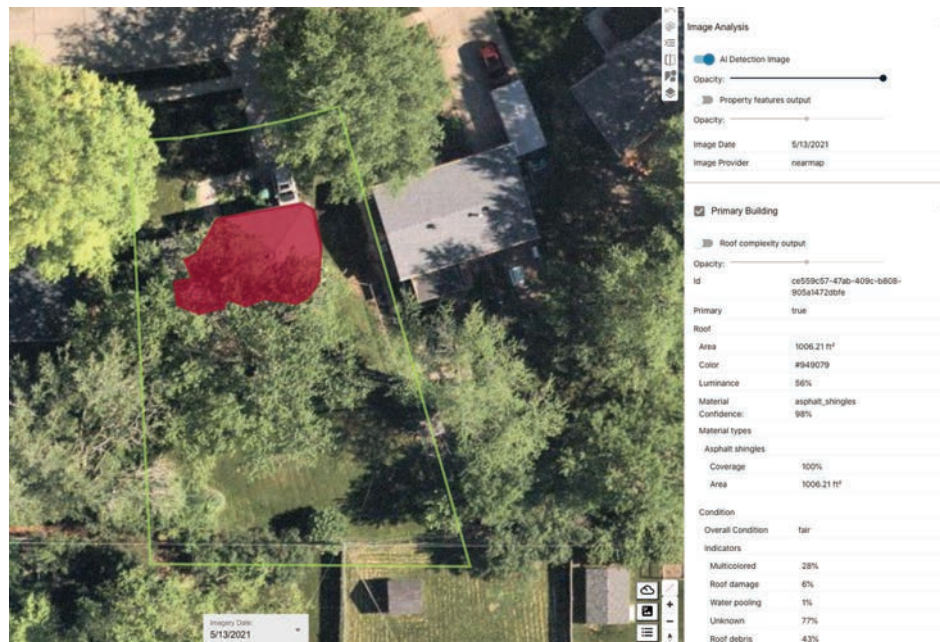 Image Analysis
AI Detection Image
Opacity:
Property features output
Opacity:
Image Date 5/13/2021
Image Provider nearmap
Primary Building
Roof complexity output
Opacity:
Id ce559c57-47ab-409c-b808-
905a1472dbfe
Primary true
Roof
Area 1006.21 ft²
Color #949079
Luminance 56%
Material asphalt_shingles
Confidence: 98%
Material types
Asphalt shingles
Coverage 100%
Area 1006.21 ft²
Condition
Overall Condition fair
Indicators
Multicolored 28%
Roof damage 6%
Water pooling 1%
Unknown 77%
Roof debris 43%
Imagery Date:
5/13/2021